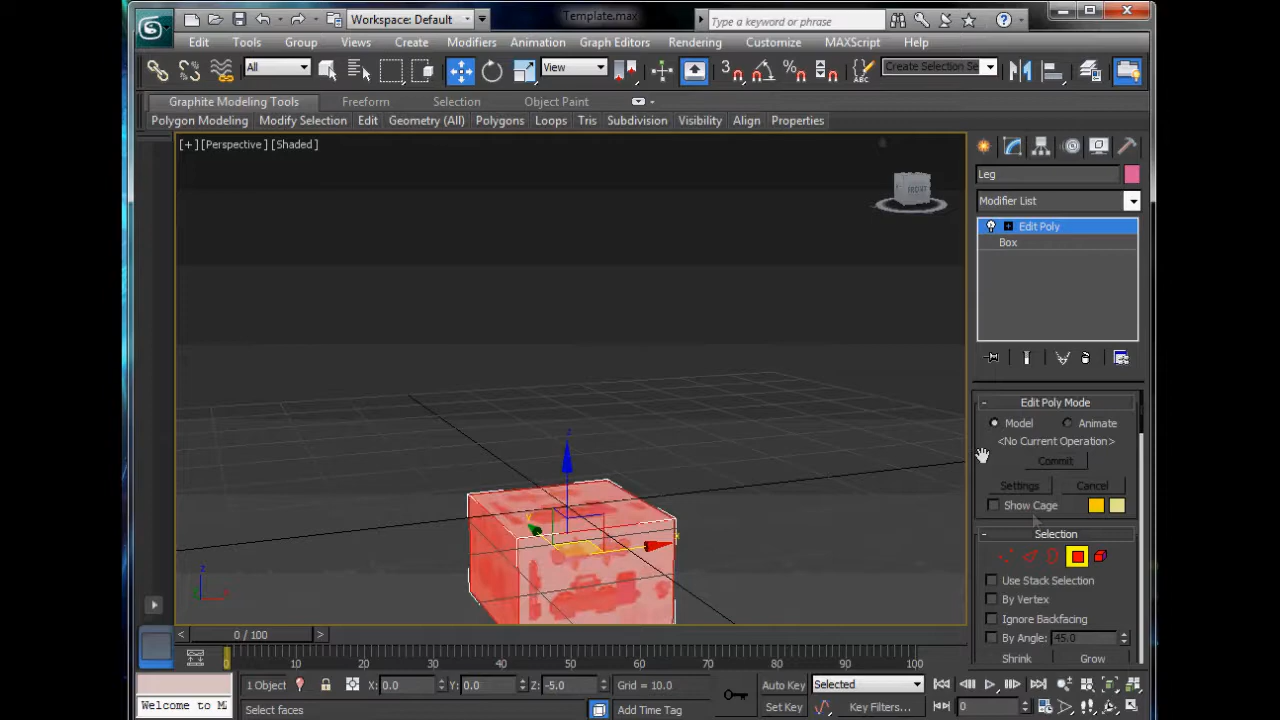 Workspace: Default
Template.max
Type a keyword or phrase
Edit Tools Group Views Create Modifiers Animation Graph Editors Rendering Customize MAXScript Help
All
View
3
%
ABC
Create Selection Se
Graphite Modeling Tools Freeform Selection Object Paint
Polygon Modeling Modify Selection Edit Geometry (All) Polygons Loops Tris Subdivision Visibility Align Properties
[+][Perspective][Shaded]
FRONT
Leg
Modifier List
Edit Poly
Box
Edit Poly Mode
Model Animate
<No Current Operation>
Commit
Settings Cancel
Show Cage
Selection
Use Stack Selection
By Vertex
Ignore Backfacing
By Angle: 45.0
Shrink Grow
z
x
z
0 / 100
0 10 20 30 40 50 60 70 80 90 100
1 Object X: 0.0 Y: 0.0 Z: -5.0 Grid = 10.0 Auto Key Selected
Welcome to M
Select faces Add Time Tag Set Key Key Filters... 0